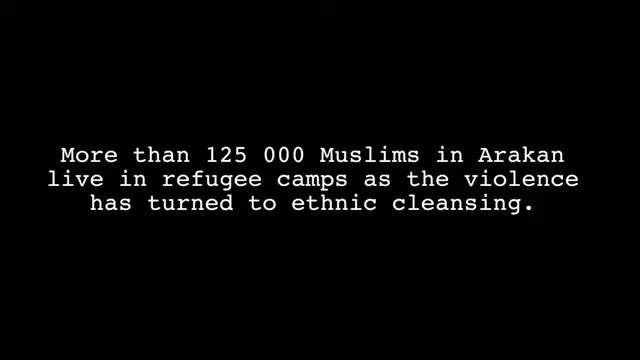 More than 125 000 Muslims in Arakan
live in refugee camps as the violence
has turned to ethnic cleansing.